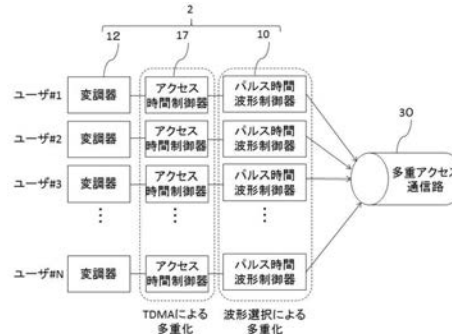 2
12
17
10
ユーザ#1
変調器
アクセス
時間制御器
パルス時間
波形制御器
30
ユーザ#2
変調器
アクセス
時間制御器
パルス時間
波形制御器
多重アクセス
通信路
ユーザ#3
変調器
アクセス
時間制御器
パルス時間
波形制御器
ユーザ#N
変調器
アクセス
時間制御器
パルス時間
波形制御器
TDMAによる
多重化
波形選択による
多重化